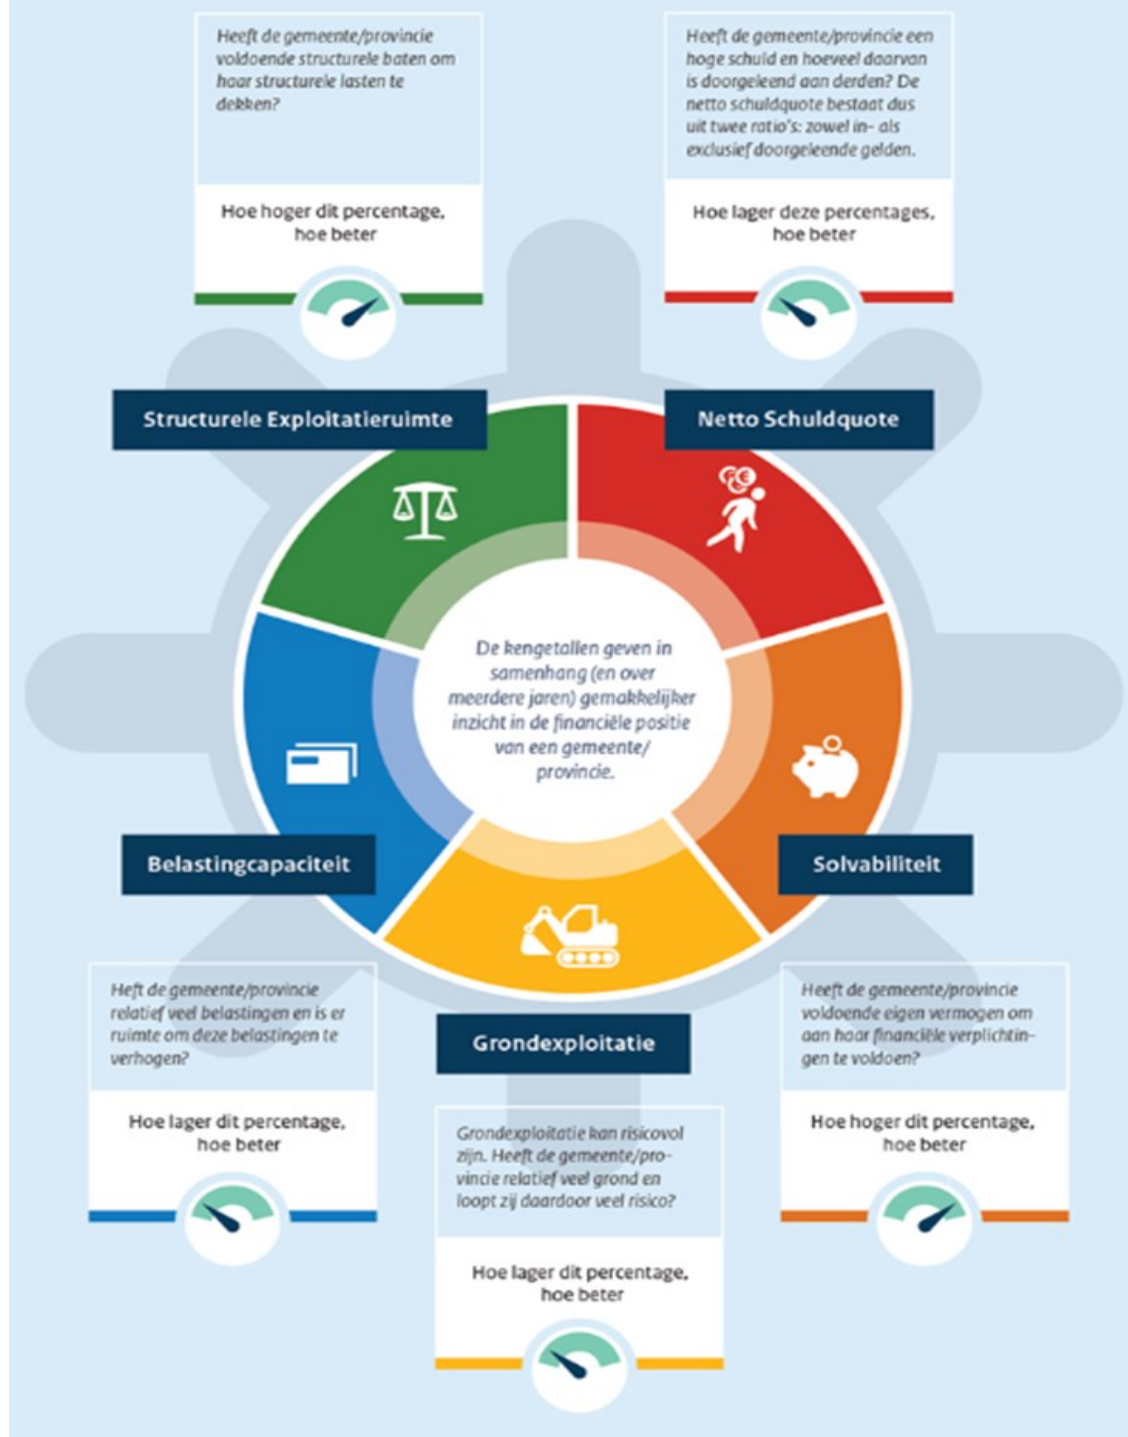 Heeft de gemeente/provincie
voldoende structurele baten om
haar structurele lasten te
dekken?
Hoe hoger dit percentage,
hoe beter
Structurele Exploitatieruimte
Heeft de gemeente/provincie een
hoge schuld en hoeveel daarvan
is doorgeleend aan derden? De
netto schuldquote bestaat dus
uit twee ratio's: zowel in- als
exclusief doorgeleende gelden.
Hoe lager deze percentages,
hoe beter
Netto Schuldquote
De kengetallen geven in
samenhang (en over
meerdere jaren) gemakkelijker
inzicht in de financiële positie
van een gemeente/
provincie.
Belastingcapaciteit
Heft de gemeente/provincie
relatief veel belastingen en is er
ruimte om deze belastingen te
verhogen?
Hoe lager dit percentage,
hoe beter
Grondexploitatie
Grondexploitatie kan risicovol
zijn. Heeft de gemeente/pro-
vincie relatief veel grond en
loopt zij daardoor veel risico?
Hoe lager dit percentage,
hoe beter
Solvabiliteit
Heeft de gemeente/provincie
voldoende eigen vermogen om
aan haar financiële verplichtin-
gen te voldoen?
Hoe hoger dit percentage,
hoe beter